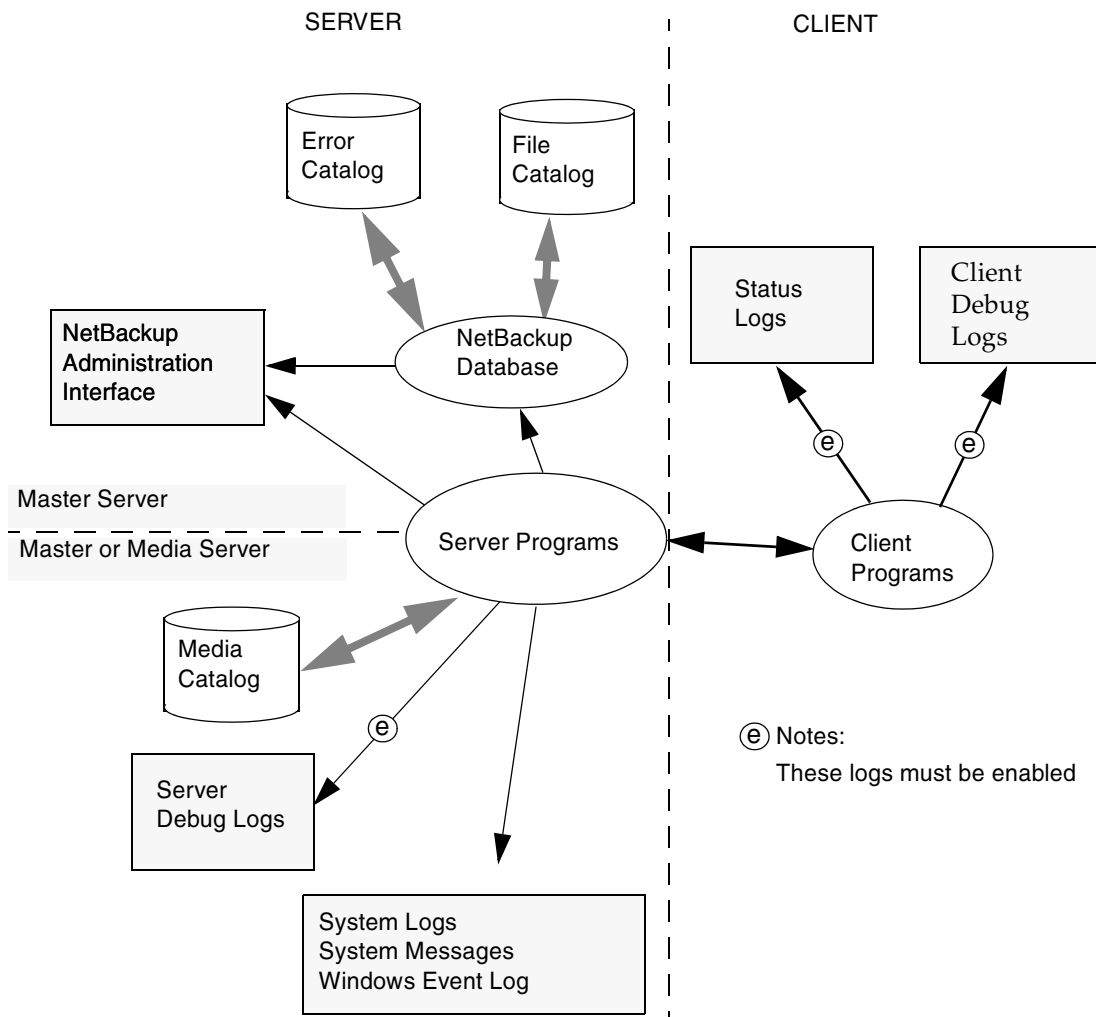 SERVER
CLIENT
Error
Catalog
File
Catalog
Status
Logs
Client
Debug
Logs
NetBackup
Administration
Interface
NetBackup
Database
e
e
Master Server
Master or Media Server
Server Programs
Client
Programs
Media
Catalog
e
e Notes:
These logs must be enabled
Server
Debug Logs
System Logs
System Messages
Windows Event Log